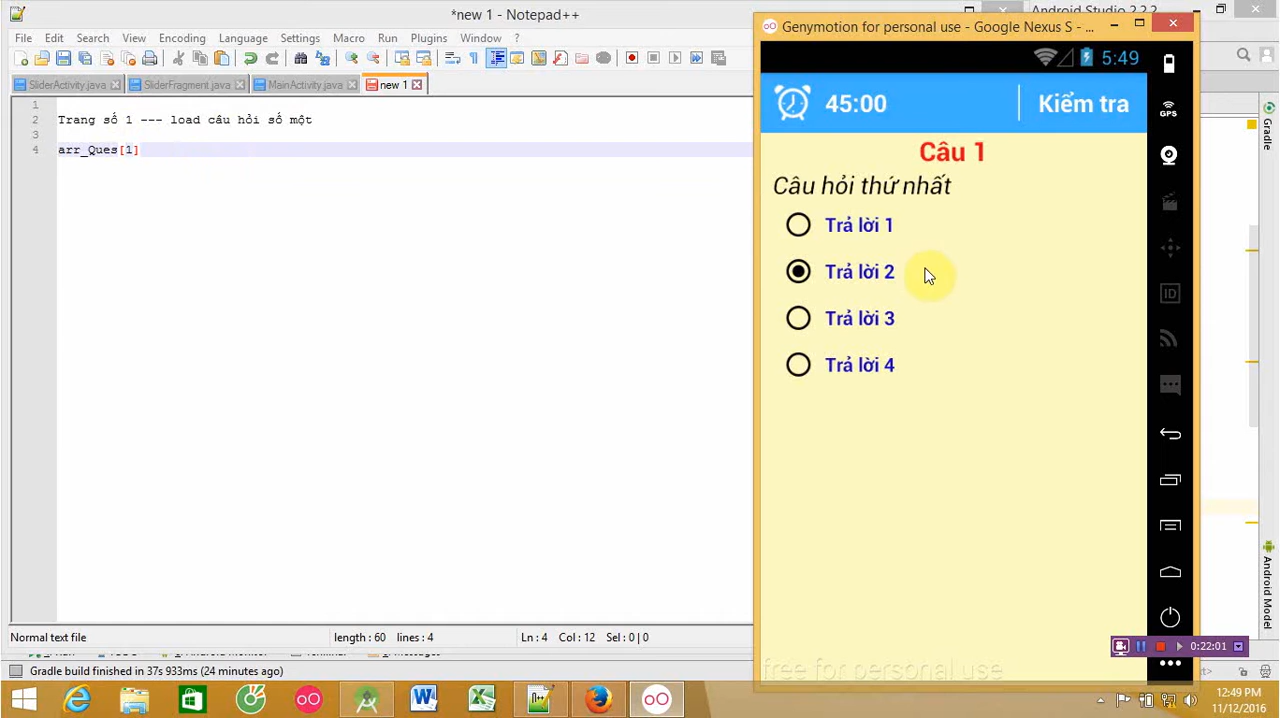 *new 1 - Notepad++
Android Studio 2.2.2
File Edit Search View Encoding Language Settings Macro Run Plugins Window ?
SliderActivity.java SliderFragment.java MainActivity.java new 1
1
2 Trang số 1 --- load câu hỏi số một
3
4 arr_Ques[1]
Genymotion for personal use - Google Nexus S - ...
5:49
45:00 Kiểm tra
Câu 1
Câu hỏi thứ nhất
Trả lời 1
Trả lời 2
Trả lời 3
Trả lời 4
free for personal use
GPS
ID
Gradle
Android Model
0:22:01
Normal text file length : 60 lines : 4 Ln : 4 Col : 12 Sel : 0 | 0
Gradle build finished in 37s 933ms (24 minutes ago)
12:49 PM
11/12/2016